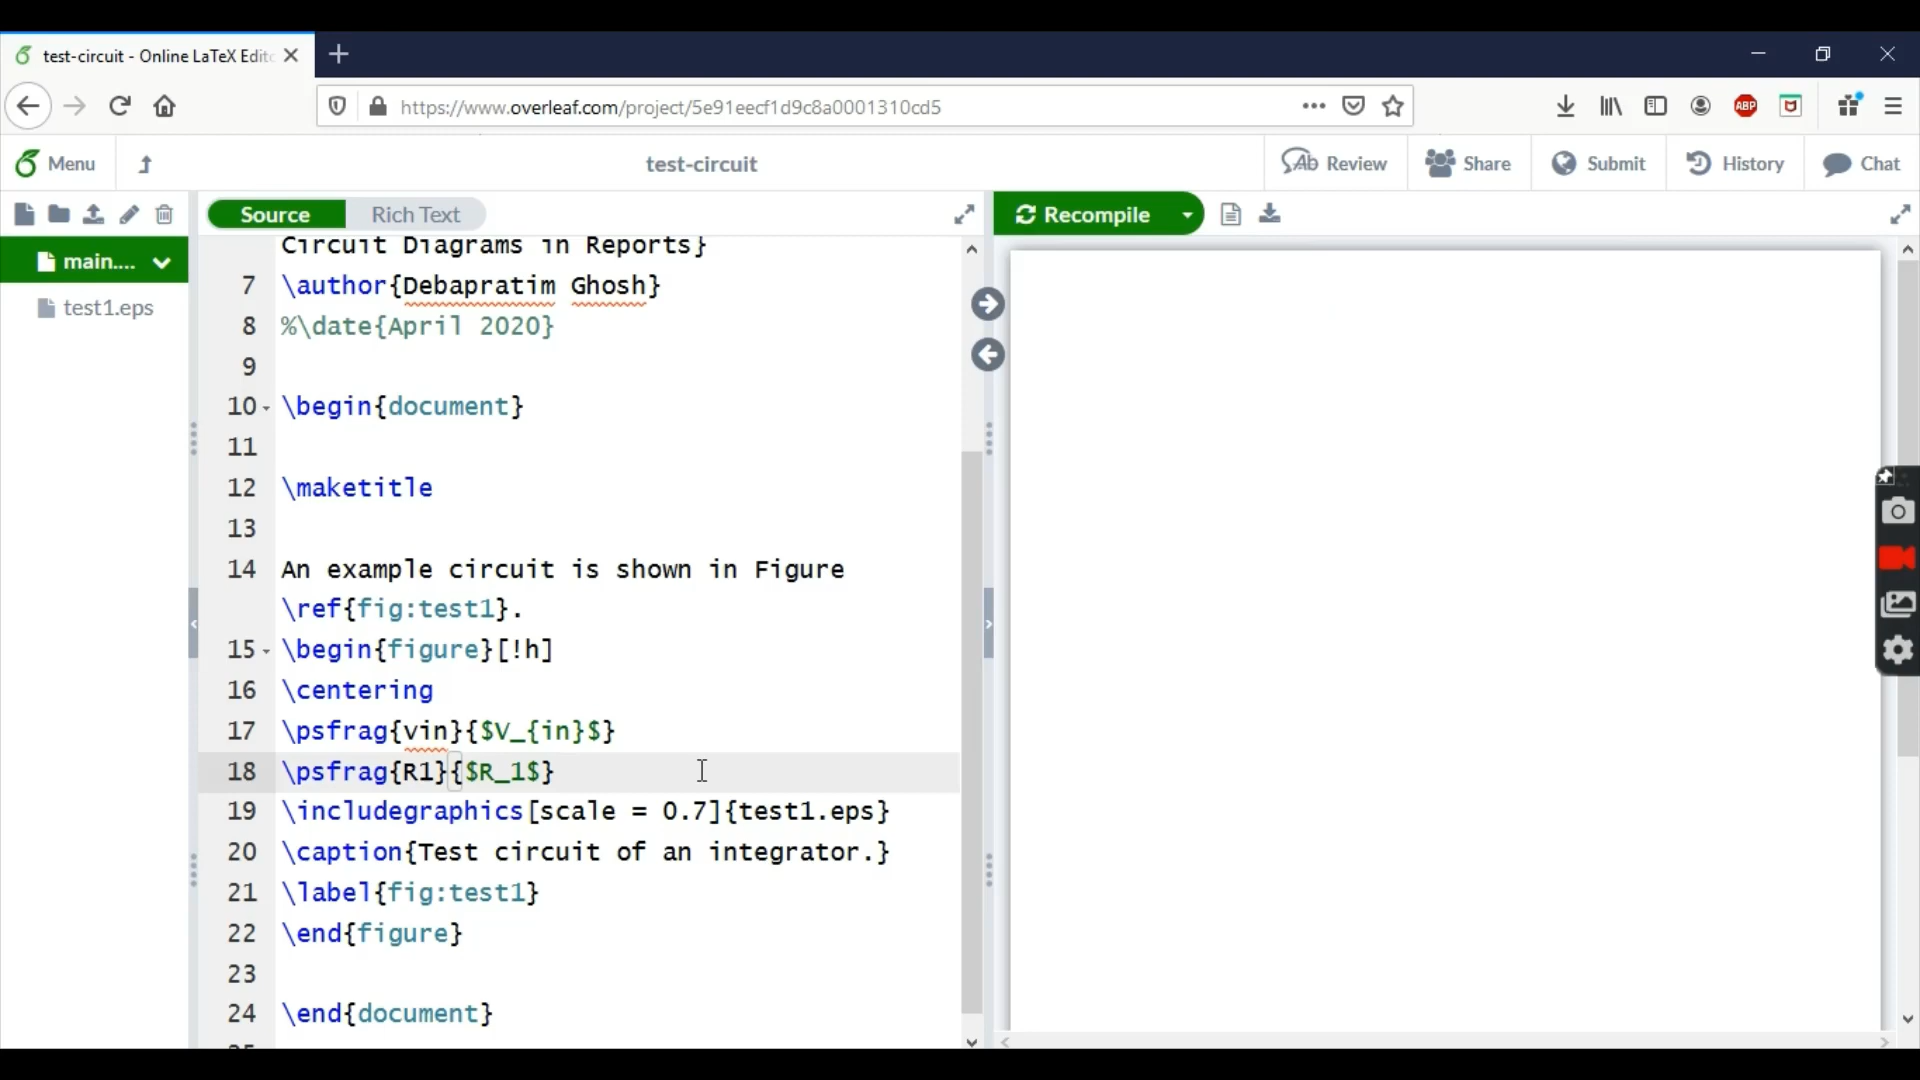 test-circuit - Online LaTeX Edit
https://www.overleaf.com/project/5e91eecf1d9c8a0001310cd5
ABP
Menu
test-circuit
Ab Review
Share
Submit
History
Chat
Source
Rich Text
Recompile
main....
test1.eps
Circuit Diagrams in Reports}
7 \author{Debapratim Ghosh}
8 %\date{April 2020}
9
10 \begin{document}
11
12 \maketitle
13
14 An example circuit is shown in Figure
\ref{fig:test1}.
15 \begin{figure}[!h]
16 \centering
17 \psfrag{vin}{$V_{in}$}
18 \psfrag{R1}{$R_1$}
19 \includegraphics[scale = 0.7]{test1.eps}
20 \caption{Test circuit of an integrator.}
21 \label{fig:test1}
22 \end{figure}
23
24 \end{document}